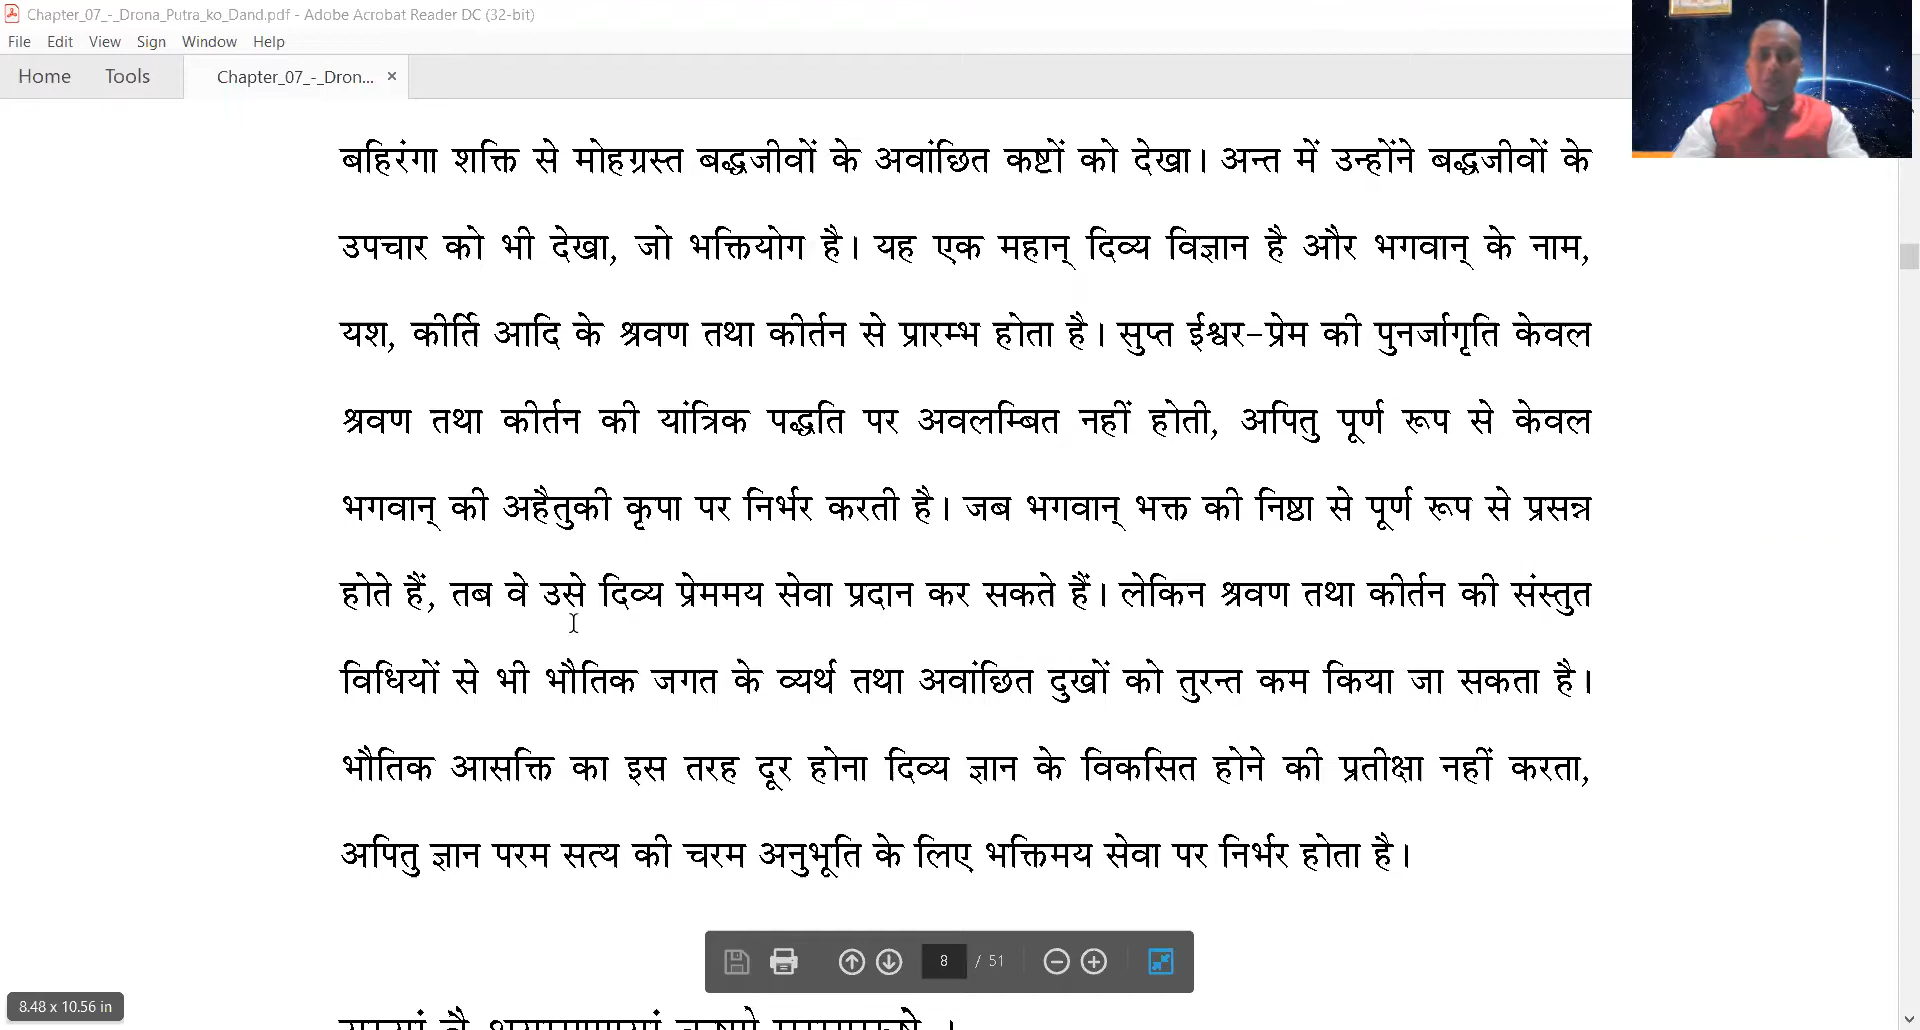 Chapter_07_-_Drona_Putra_ko_Dand.pdf - Adobe Acrobat Reader DC (32-bit)
File Edit View Sign Window Help
Home Tools Chapter_07_-_Dron... ×
बहिरंगा शक्ति से मोहग्रस्त बद्धजीवों के अवांछित कष्टों को देखा। अन्त में उन्होंने बद्धजीवों के
उपचार को भी देखा, जो भक्तियोग है। यह एक महान् दिव्य विज्ञान है और भगवान् के नाम,
यश, कीर्ति आदि के श्रवण तथा कीर्तन से प्रारम्भ होता है। सुप्त ईश्वर-प्रेम की पुनर्जागृति केवल
श्रवण तथा कीर्तन की यांत्रिक पद्धति पर अवलम्बित नहीं होती, अपितु पूर्ण रूप से केवल
भगवान् की अहैतुकी कृपा पर निर्भर करती है। जब भगवान् भक्त की निष्ठा से पूर्ण रूप से प्रसन्न
होते हैं, तब वे उसे दिव्य प्रेममय सेवा प्रदान कर सकते हैं। लेकिन श्रवण तथा कीर्तन की संस्तुत
विधियों से भी भौतिक जगत के व्यर्थ तथा अवांछित दुखों को तुरन्त कम किया जा सकता है।
भौतिक आसक्ति का इस तरह दूर होना दिव्य ज्ञान के विकसित होने की प्रतीक्षा नहीं करता,
अपितु ज्ञान परम सत्य की चरम अनुभूति के लिए भक्तिमय सेवा पर निर्भर होता है।
8 / 51
8.48 x 10.56 in